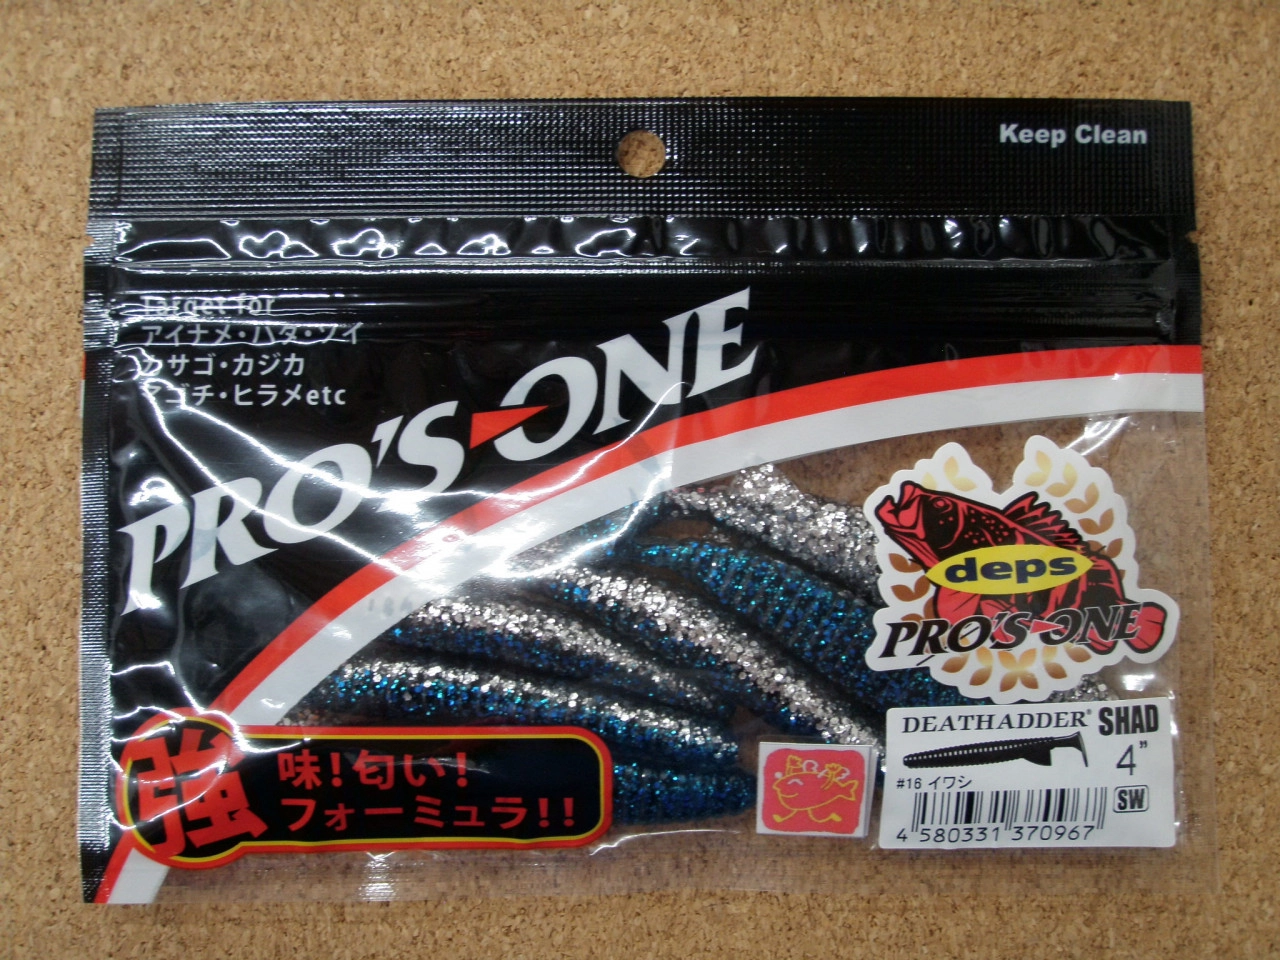 Keep Clean
Target for
アイナメ・ハタ・ソイ
カサゴ・カジカ
マゴチ・ヒラメetc
PRO'S-ONE
deps
PRO'S-ONE
DEATHADDER® SHAD
4"
#16 イワシ
SW
4 580331 370967
強
味!匂い!
フォーミュラ!!